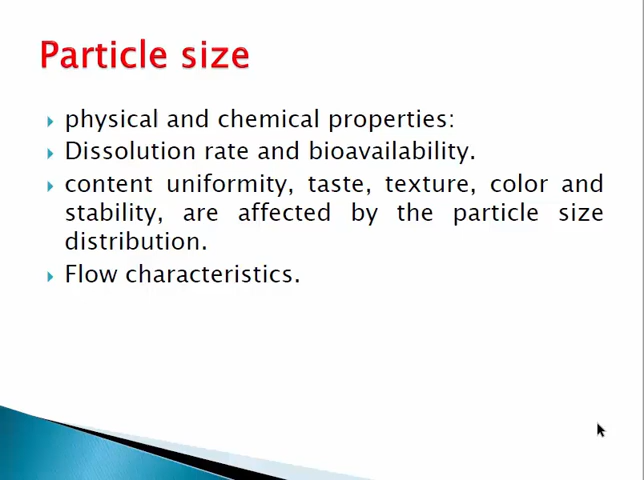 Particle size
physical and chemical properties:
Dissolution rate and bioavailability.
content uniformity, taste, texture, color and
stability, are affected by the particle size
distribution.
Flow characteristics.